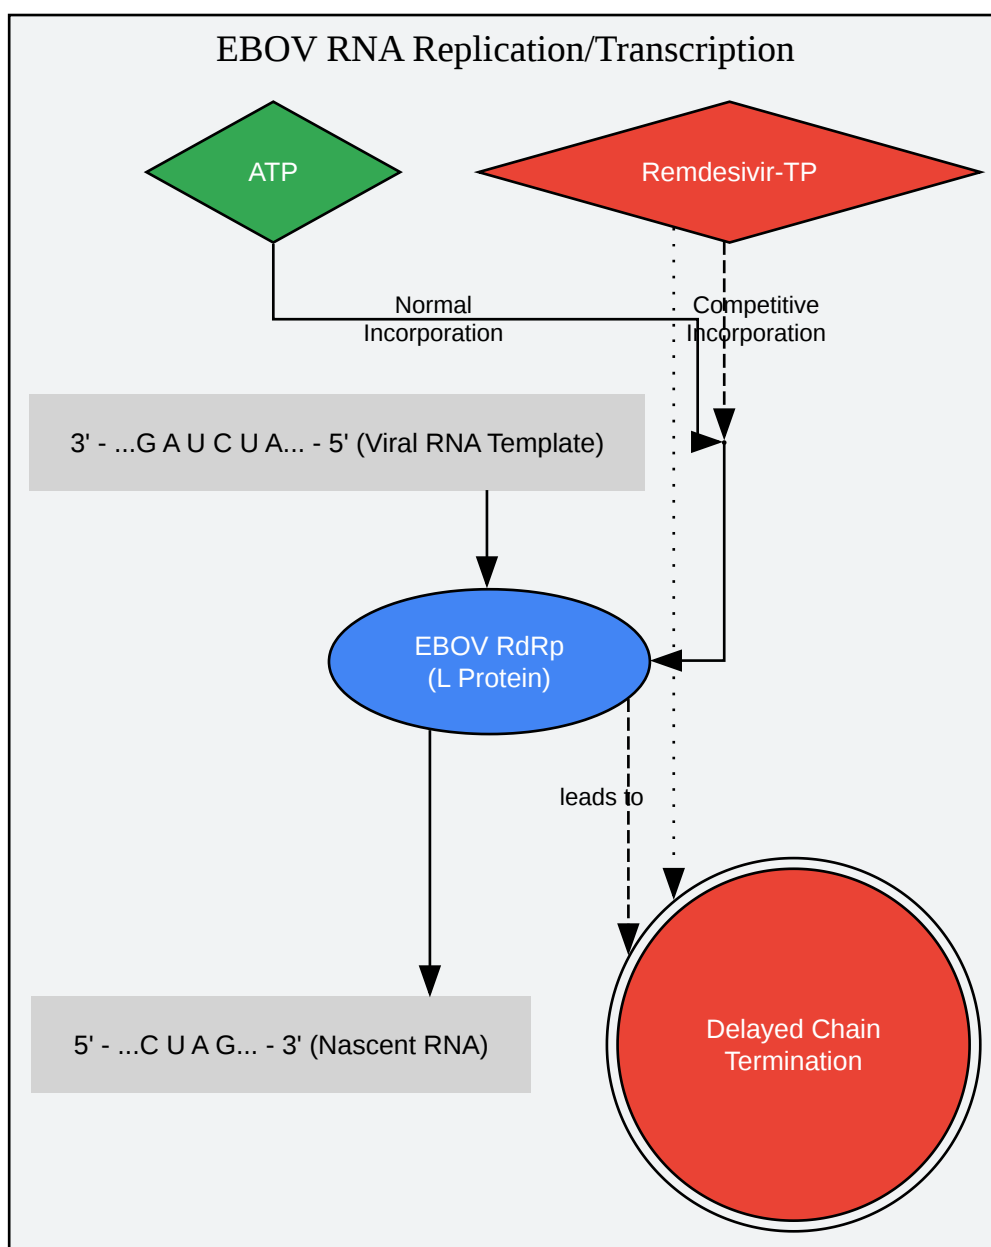 EBOV RNA Replication/Transcription
ATP
Remdesivir-TP
Normal
Incorporation
Competitive
Incorporation
3' - ...G A U C U A... - 5' (Viral RNA Template)
EBOV RdRp
(L Protein)
leads to
5' - ...C U A G... - 3' (Nascent RNA)
Delayed Chain
Termination